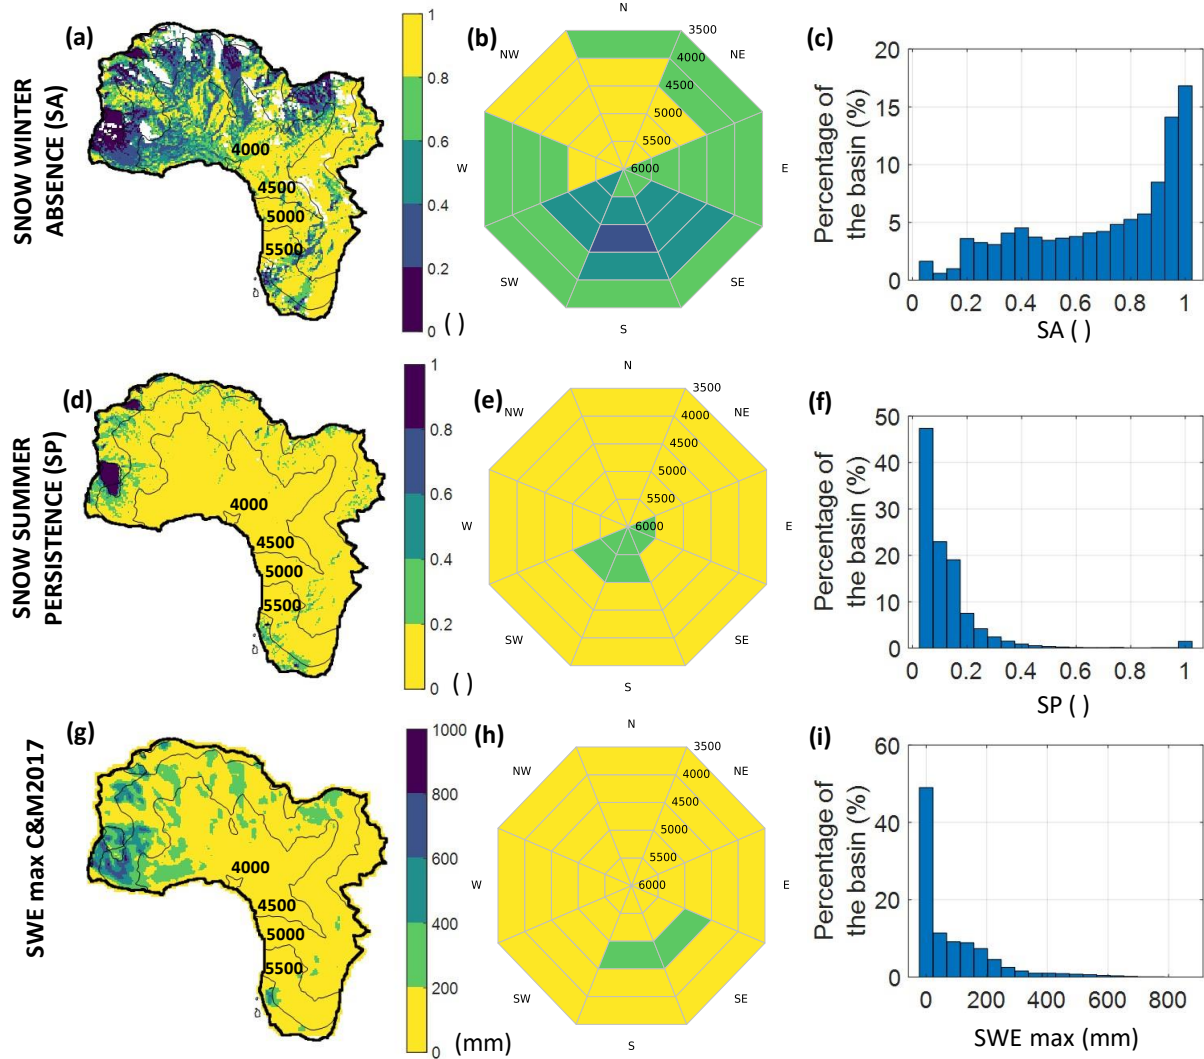 SNOW WINTER
ABSENCE (SA)
(a)
4000
4500
5000
5500
1
0.8
0.6
0.4
0.2
0
( )
(b)
N
3500
NW
NE
4000
4500
5000
5500
W
6000
E
SW
SE
S
(c)
Percentage of
the basin (%)
20
15
10
5
0
0
0.2
0.4
0.6
0.8
1
SA ( )
SNOW SUMMER
PERSISTENCE (SP)
(d)
4000
4500
5000
5500
1
0.8
0.6
0.4
0.2
0
( )
(e)
N
3500
NW
NE
4000
4500
5000
5500
W
6000
E
SW
SE
S
(f)
Percentage of
the basin (%)
50
40
30
20
10
0
0
0.2
0.4
0.6
0.8
1
SP ( )
SWE max C&M2017
(g)
4000
4500
5000
5500
1000
800
600
400
200
0
(mm)
(h)
N
3500
NW
NE
4000
4500
5000
5500
W
6000
E
SW
SE
S
(i)
Percentage of
the basin (%)
60
40
20
0
0
200
400
600
800
SWE max (mm)